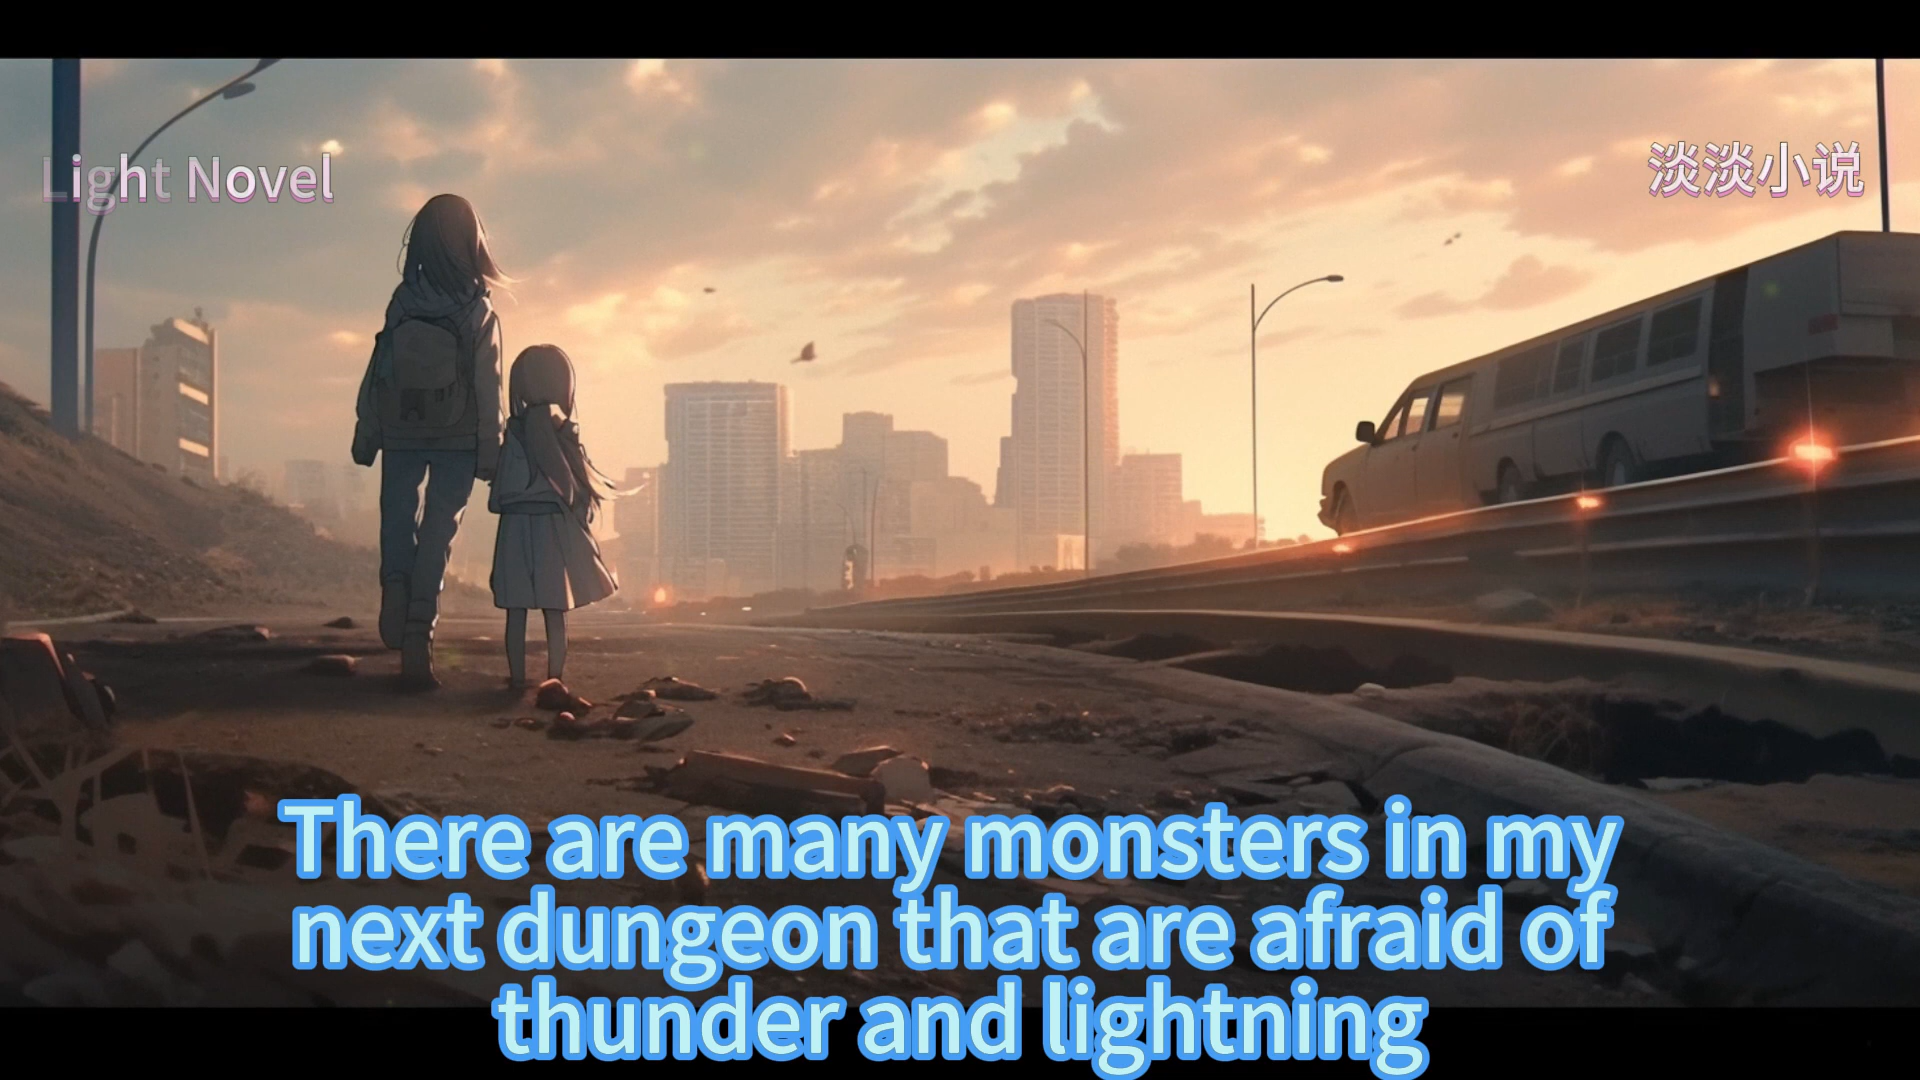 Light Novel
淡淡小说
There are many monsters in my
next dungeon that are afraid of
thunder and lightning